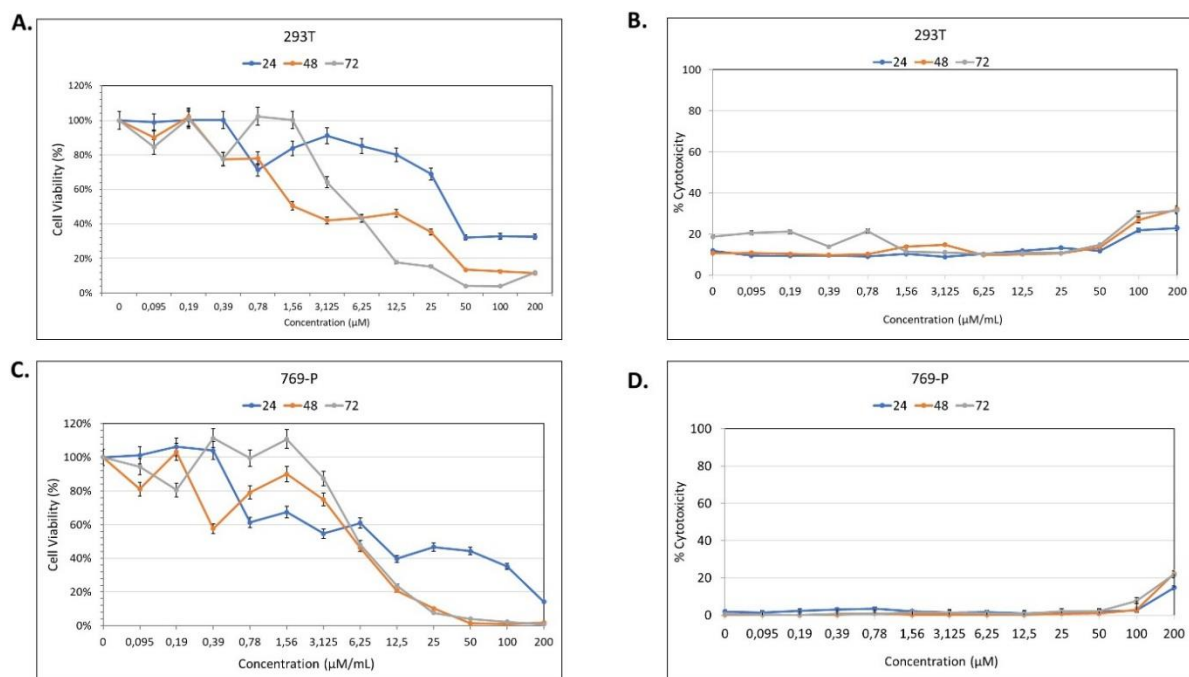 A.
293T
24 48 72
120%
100%
80%
60%
40%
20%
0%
Cell Viability (%)
0 0,095 0,19 0,39 0,78 1,56 3,125 6,25 12,5 25 50 100 200
Concentration (μM)
B.
293T
24 48 72
100
80
60
40
20
0
% Cytotoxicity
0 0,095 0,19 0,39 0,78 1,56 3,125 6,25 12,5 25 50 100 200
Concentration (μM/mL)
C.
769-P
24 48 72
120%
100%
80%
60%
40%
20%
0%
Cell Viability (%)
0 0,095 0,19 0,39 0,78 1,56 3,125 6,25 12,5 25 50 100 200
Concentration (μM/mL)
D.
769-P
24 48 72
100
80
60
40
20
0
% Cytotoxicity
0 0,095 0,19 0,39 0,78 1,56 3,125 6,25 12,5 25 50 100 200
Concentration (μM)